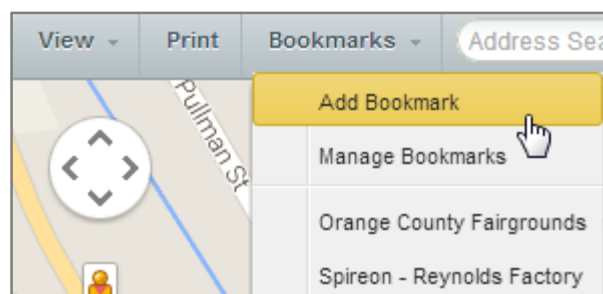 View Print Bookmarks Address Sea
Add Bookmark
Pullman St
Manage Bookmarks
Orange County Fairgrounds
Spireon - Reynolds Factory